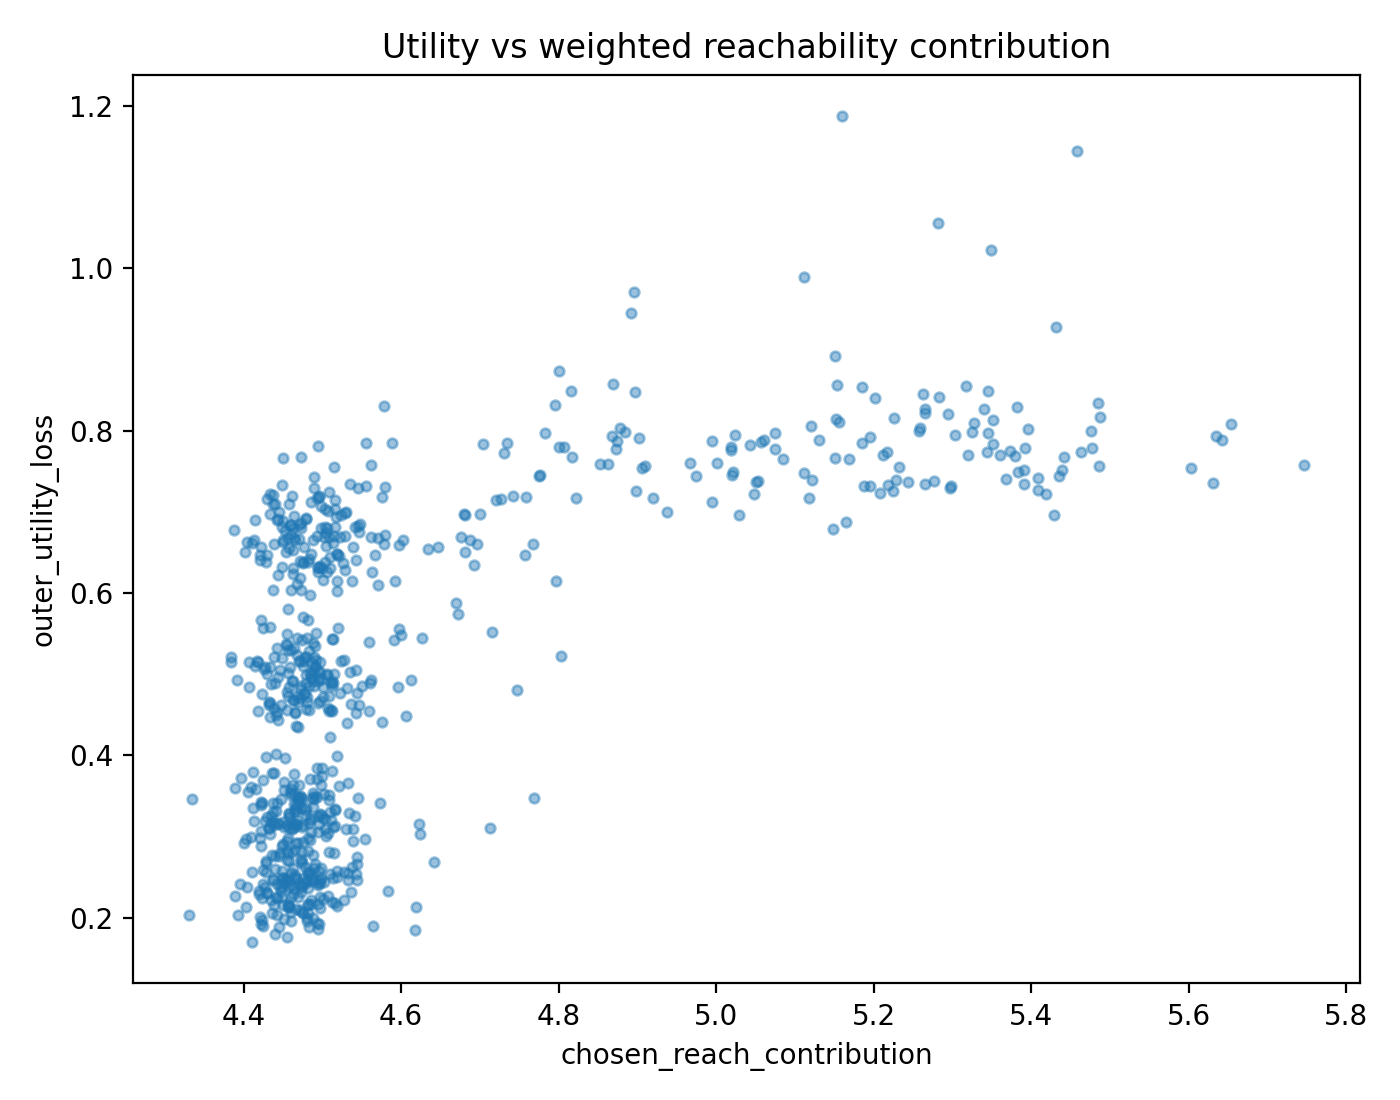 Utility vs weighted reachability contribution
1.2
1.0
0.8
0.6
0.4
0.2
outer_utility_loss
4.4 4.6 4.8 5.0 5.2 5.4 5.6 5.8
chosen_reach_contribution